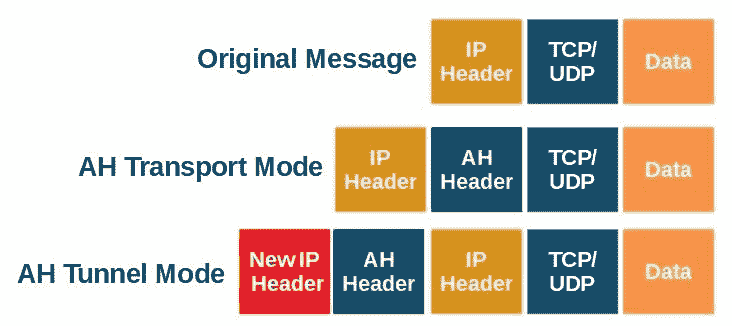 Original Message
IP
Header
TCP/
UDP
Data
AH Transport Mode
IP
Header
AH
Header
TCP/
UDP
Data
AH Tunnel Mode
New IP
Header
AH
Header
IP
Header
TCP/
UDP
Data